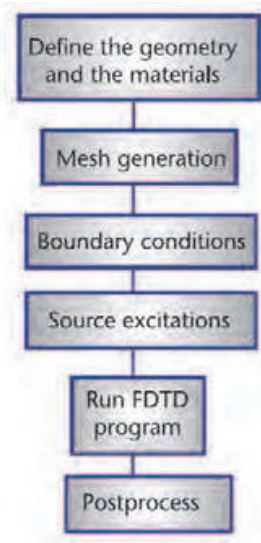 Define the geometry
and the materials
Mesh generation
Boundary conditions
Source excitations
Run FDTD
program
Postprocess